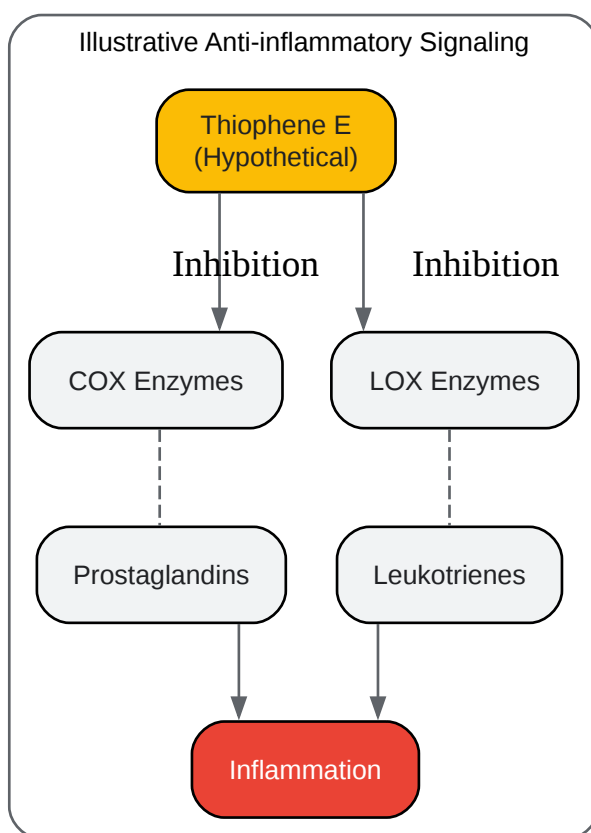 Illustrative Anti-inflammatory Signaling
Thiophene E
(Hypothetical)
Inhibition
Inhibition
COX Enzymes
LOX Enzymes
Prostaglandins
Leukotrienes
Inflammation